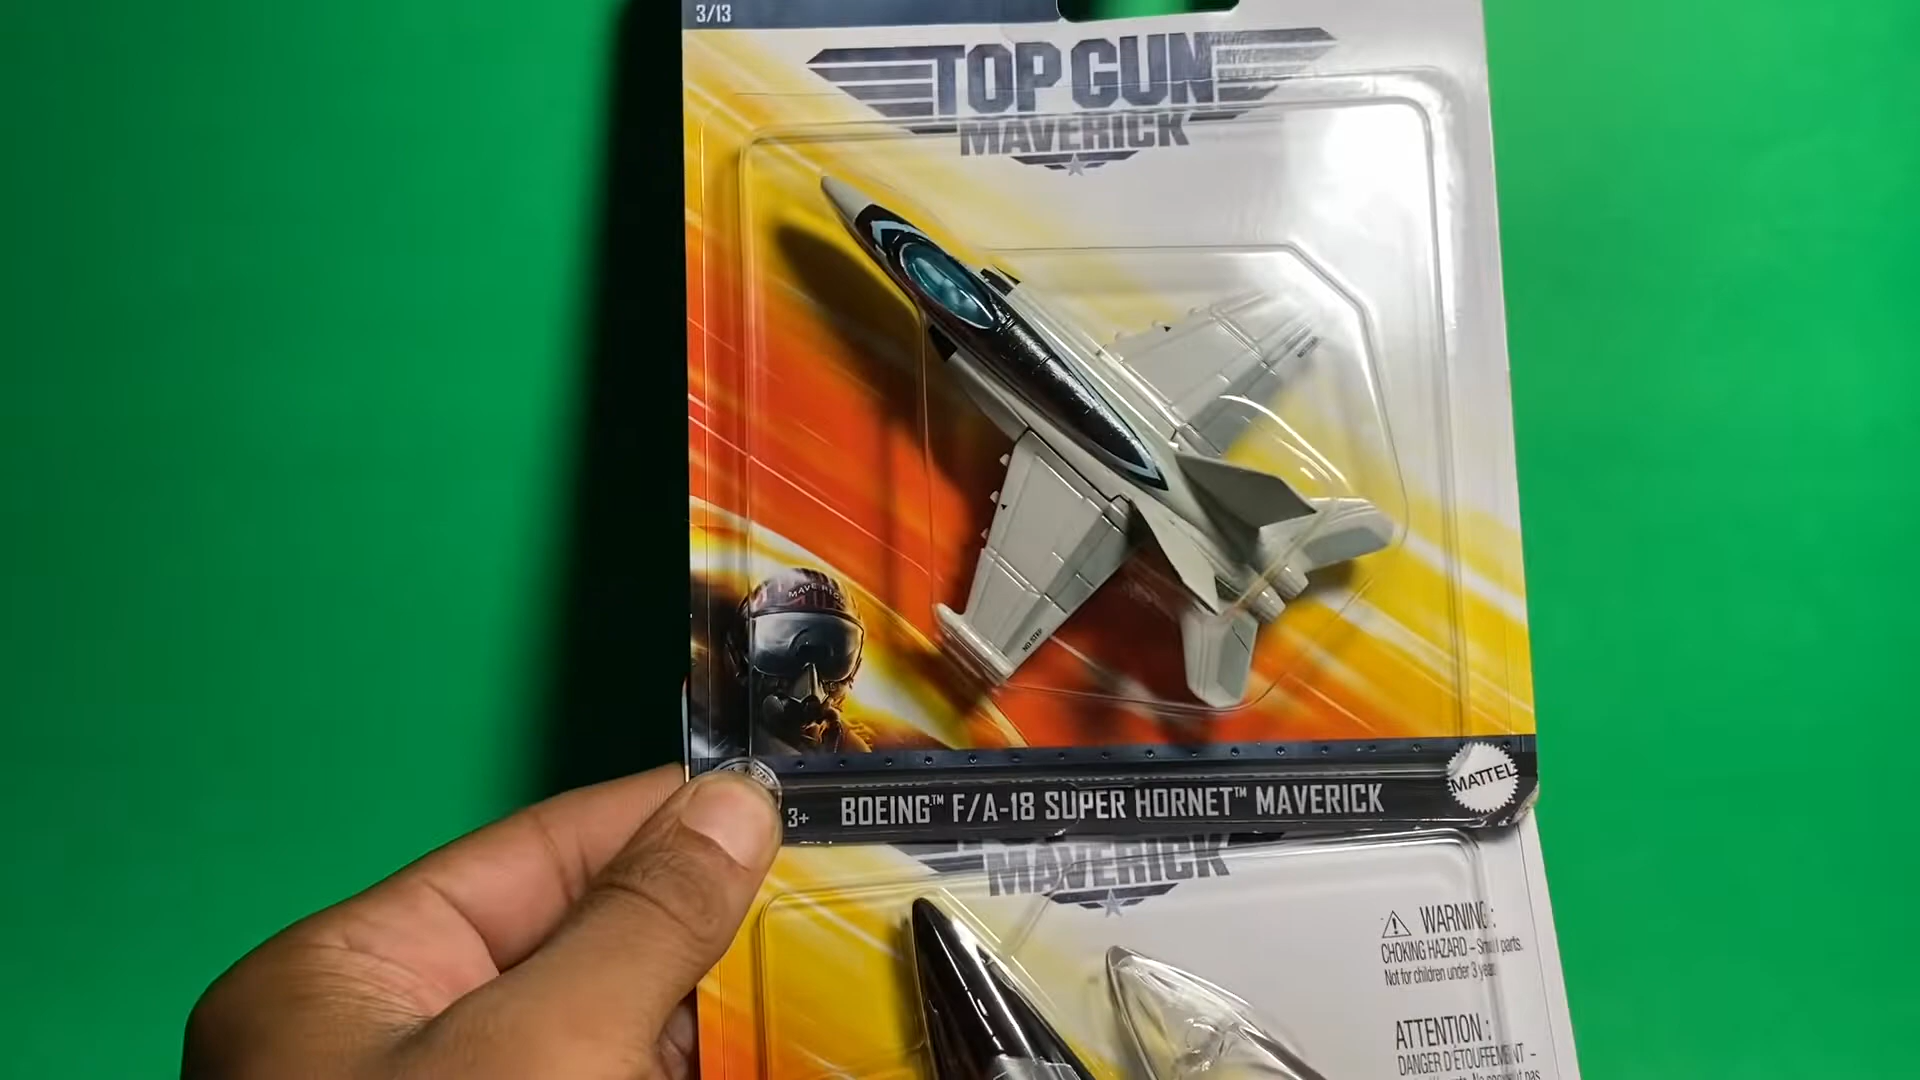 3/13
TOP GUN
MAVERICK
MAVERICK
NO STEP
3+
BOEING™ F/A-18 SUPER HORNET™ MAVERICK
MATTEL
MAVERICK
WARNING :
CHOKING HAZARD – Small parts.
Not for children under 3 years
ATTENTION :
DANGER D'ÉTOUFFEMENT –